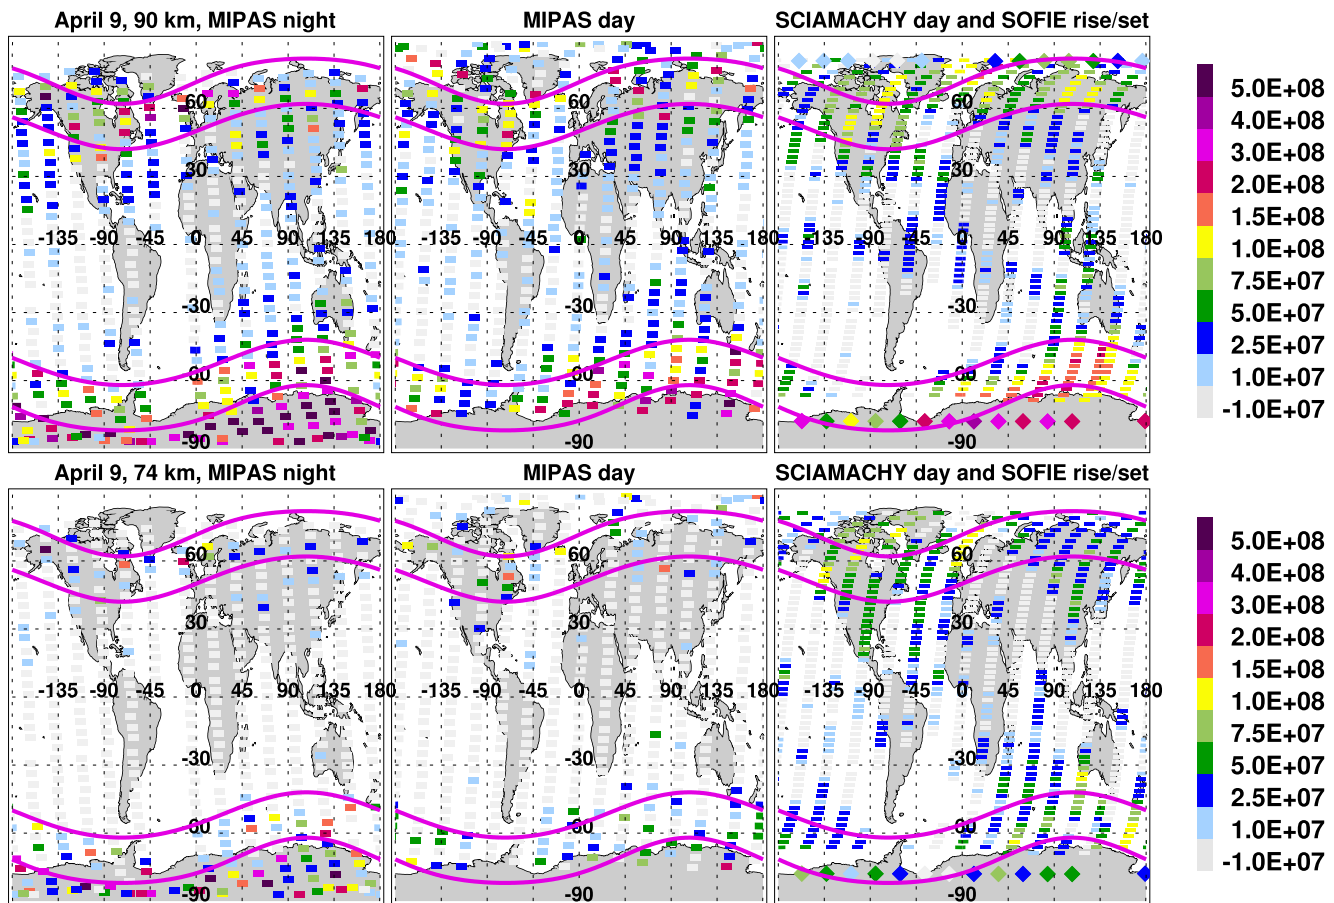 April 9, 90 km, MIPAS night
MIPAS day
SCIAMACHY day and SOFIE rise/set
60
60
60
30
30
30
-135 -90 -45 0 45 90 135 180
-135 -90 -45 0 45 90 135 180
-135 -90 -45 0 45 90 135 180
-30
-30
-30
-60
-60
-60
-90
-90
-90
5.0E+08
4.0E+08
3.0E+08
2.0E+08
1.5E+08
1.0E+08
7.5E+07
5.0E+07
2.5E+07
1.0E+07
-1.0E+07
April 9, 74 km, MIPAS night
MIPAS day
SCIAMACHY day and SOFIE rise/set
60
60
60
30
30
30
-135 -90 -45 0 45 90 135 180
-135 -90 -45 0 45 90 135 180
-135 -90 -45 0 45 90 135 180
-30
-30
-30
-60
-60
-60
-90
-90
-90
5.0E+08
4.0E+08
3.0E+08
2.0E+08
1.5E+08
1.0E+08
7.5E+07
5.0E+07
2.5E+07
1.0E+07
-1.0E+07